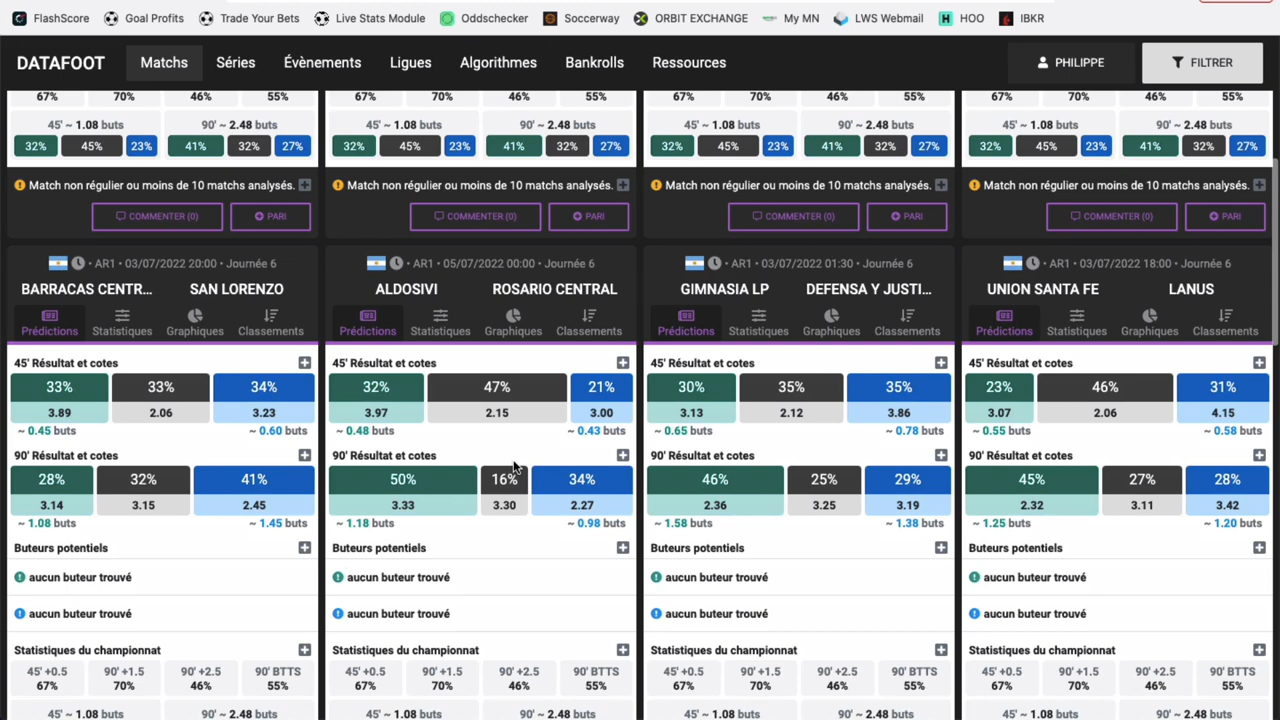 FlashScore Goal Profits Trade Your Bets Live Stats Module Oddschecker Soccerway ORBIT EXCHANGE My MN LWS Webmail HOO IBKR
DATAFOOT Matchs Séries Évènements Ligues Algorithmes Bankrolls Ressources PHILIPPE FILTRER
67% 70% 46% 55% 67% 70% 46% 55% 67% 70% 46% 55% 67% 70% 46% 55%
45' ~ 1.08 buts 90' ~ 2.48 buts 45' ~ 1.08 buts 90' ~ 2.48 buts 45' ~ 1.08 buts 90' ~ 2.48 buts 45' ~ 1.08 buts 90' ~ 2.48 buts
32% 45% 23% 41% 32% 27% 32% 45% 23% 41% 32% 27% 32% 45% 23% 41% 32% 27% 32% 45% 23% 41% 32% 27%
Match non régulier ou moins de 10 matchs analysés. Match non régulier ou moins de 10 matchs analysés. Match non régulier ou moins de 10 matchs analysés. Match non régulier ou moins de 10 matchs analysés.
COMMENTER (0) PARI COMMENTER (0) PARI COMMENTER (0) PARI COMMENTER (0) PARI
• AR1 • 03/07/2022 20:00 • Journée 6 • AR1 • 05/07/2022 00:00 • Journée 6 • AR1 • 03/07/2022 01:30 • Journée 6 • AR1 • 03/07/2022 18:00 • Journée 6
BARRACAS CENTR... SAN LORENZO ALDOSIVI ROSARIO CENTRAL GIMNASIA LP DEFENSA Y JUSTI... UNION SANTA FE LANUS
Prédictions Statistiques Graphiques Classements Prédictions Statistiques Graphiques Classements Prédictions Statistiques Graphiques Classements Prédictions Statistiques Graphiques Classements
45' Résultat et cotes 45' Résultat et cotes 45' Résultat et cotes 45' Résultat et cotes
33% 33% 34% 32% 47% 21% 30% 35% 35% 23% 46% 31%
3.89 2.06 3.23 3.97 2.15 3.00 3.13 2.12 3.86 3.07 2.06 4.15
~ 0.45 buts ~ 0.60 buts ~ 0.48 buts ~ 0.43 buts ~ 0.65 buts ~ 0.78 buts ~ 0.55 buts ~ 0.58 buts
90' Résultat et cotes 90' Résultat et cotes 90' Résultat et cotes 90' Résultat et cotes
28% 32% 41% 50% 16% 34% 46% 25% 29% 45% 27% 28%
3.14 3.15 2.45 3.33 3.30 2.27 2.36 3.25 3.19 2.32 3.11 3.42
~ 1.08 buts ~ 1.45 buts ~ 1.18 buts ~ 0.98 buts ~ 1.58 buts ~ 1.38 buts ~ 1.25 buts ~ 1.20 buts
Buteurs potentiels Buteurs potentiels Buteurs potentiels Buteurs potentiels
aucun buteur trouvé aucun buteur trouvé aucun buteur trouvé aucun buteur trouvé
aucun buteur trouvé aucun buteur trouvé aucun buteur trouvé aucun buteur trouvé
Statistiques du championnat Statistiques du championnat Statistiques du championnat Statistiques du championnat
45' +0.5 90' +1.5 90' +2.5 90' BTTS 45' +0.5 90' +1.5 90' +2.5 90' BTTS 45' +0.5 90' +1.5 90' +2.5 90' BTTS 45' +0.5 90' +1.5 90' +2.5 90' BTTS
67% 70% 46% 55% 67% 70% 46% 55% 67% 70% 46% 55% 67% 70% 46% 55%
45' ~ 1.08 buts 90' ~ 2.48 buts 45' ~ 1.08 buts 90' ~ 2.48 buts 45' ~ 1.08 buts 90' ~ 2.48 buts 45' ~ 1.08 buts 90' ~ 2.48 buts